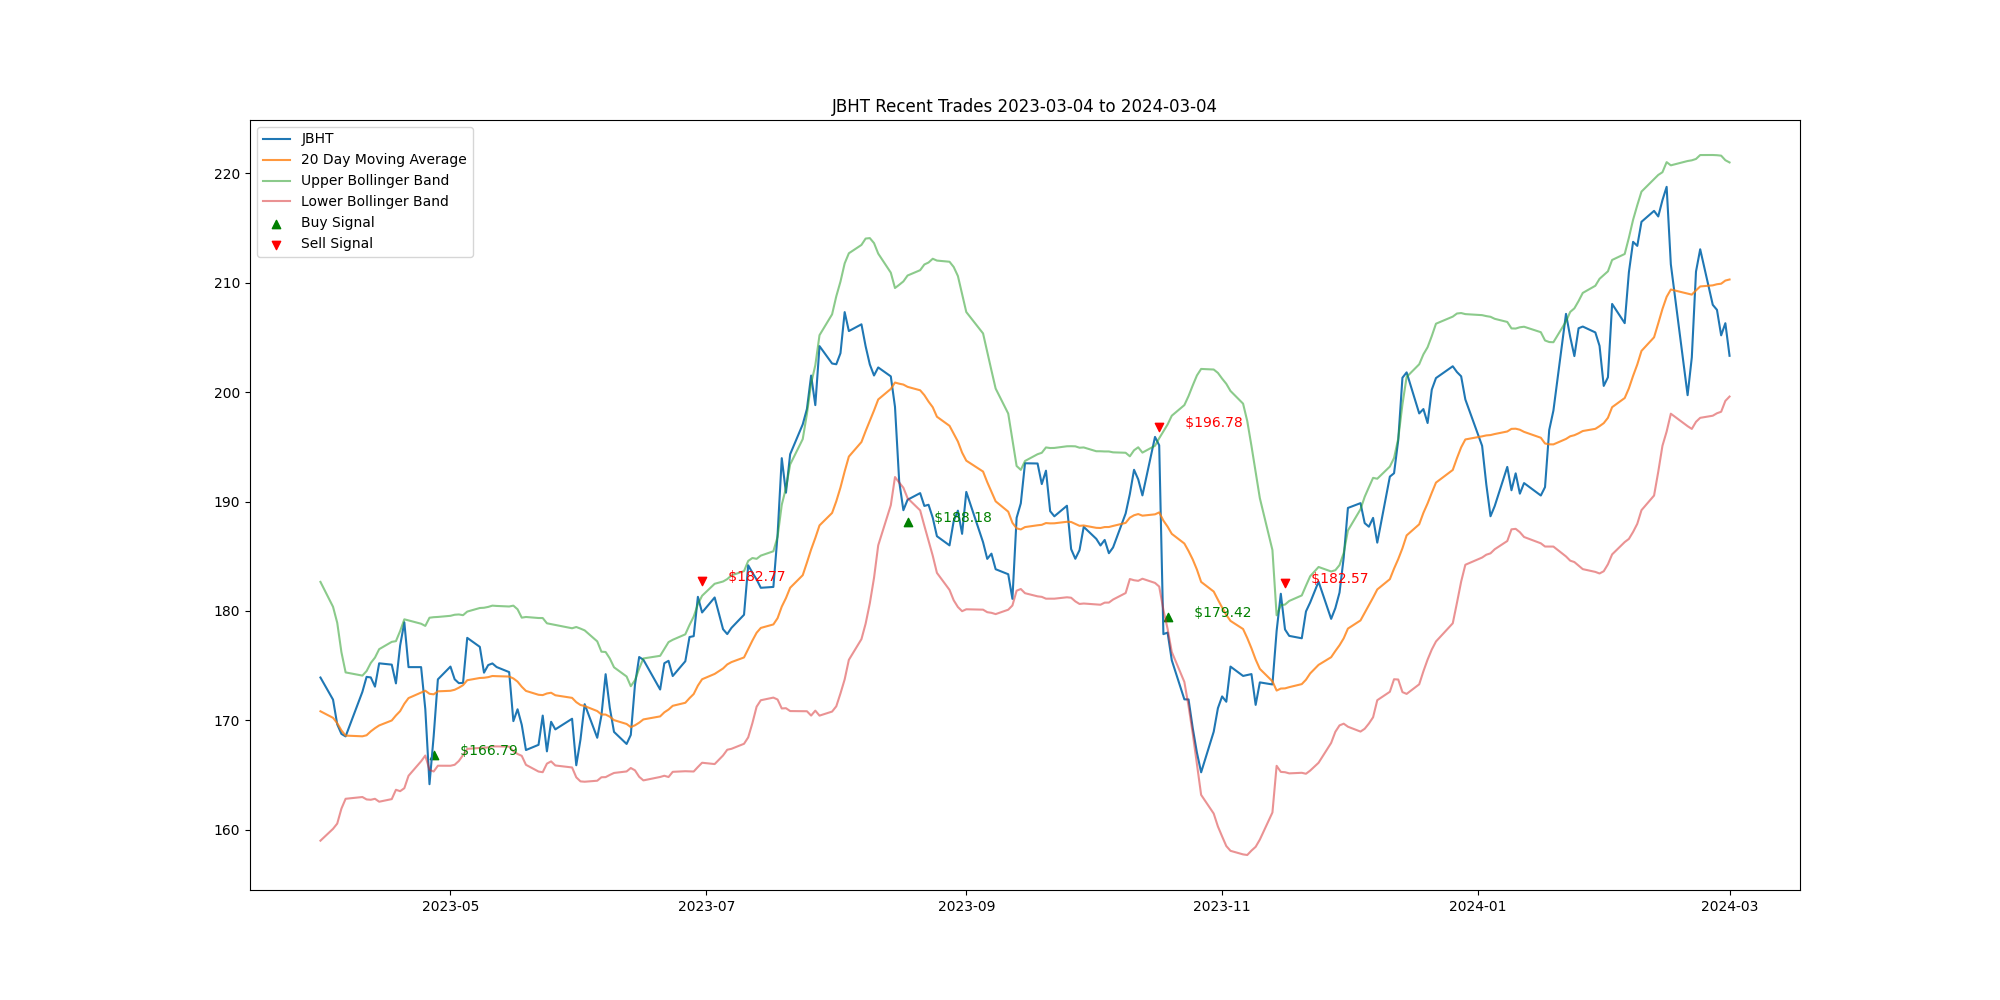 JBHT Recent Trades 2023-03-04 to 2024-03-04
JBHT
20 Day Moving Average
Upper Bollinger Band
Lower Bollinger Band
Buy Signal
Sell Signal
220
210
200
190
180
170
160
$196.78
$188.18
$182.77
$182.57
$179.42
$166.79
2023-05
2023-07
2023-09
2023-11
2024-01
2024-03